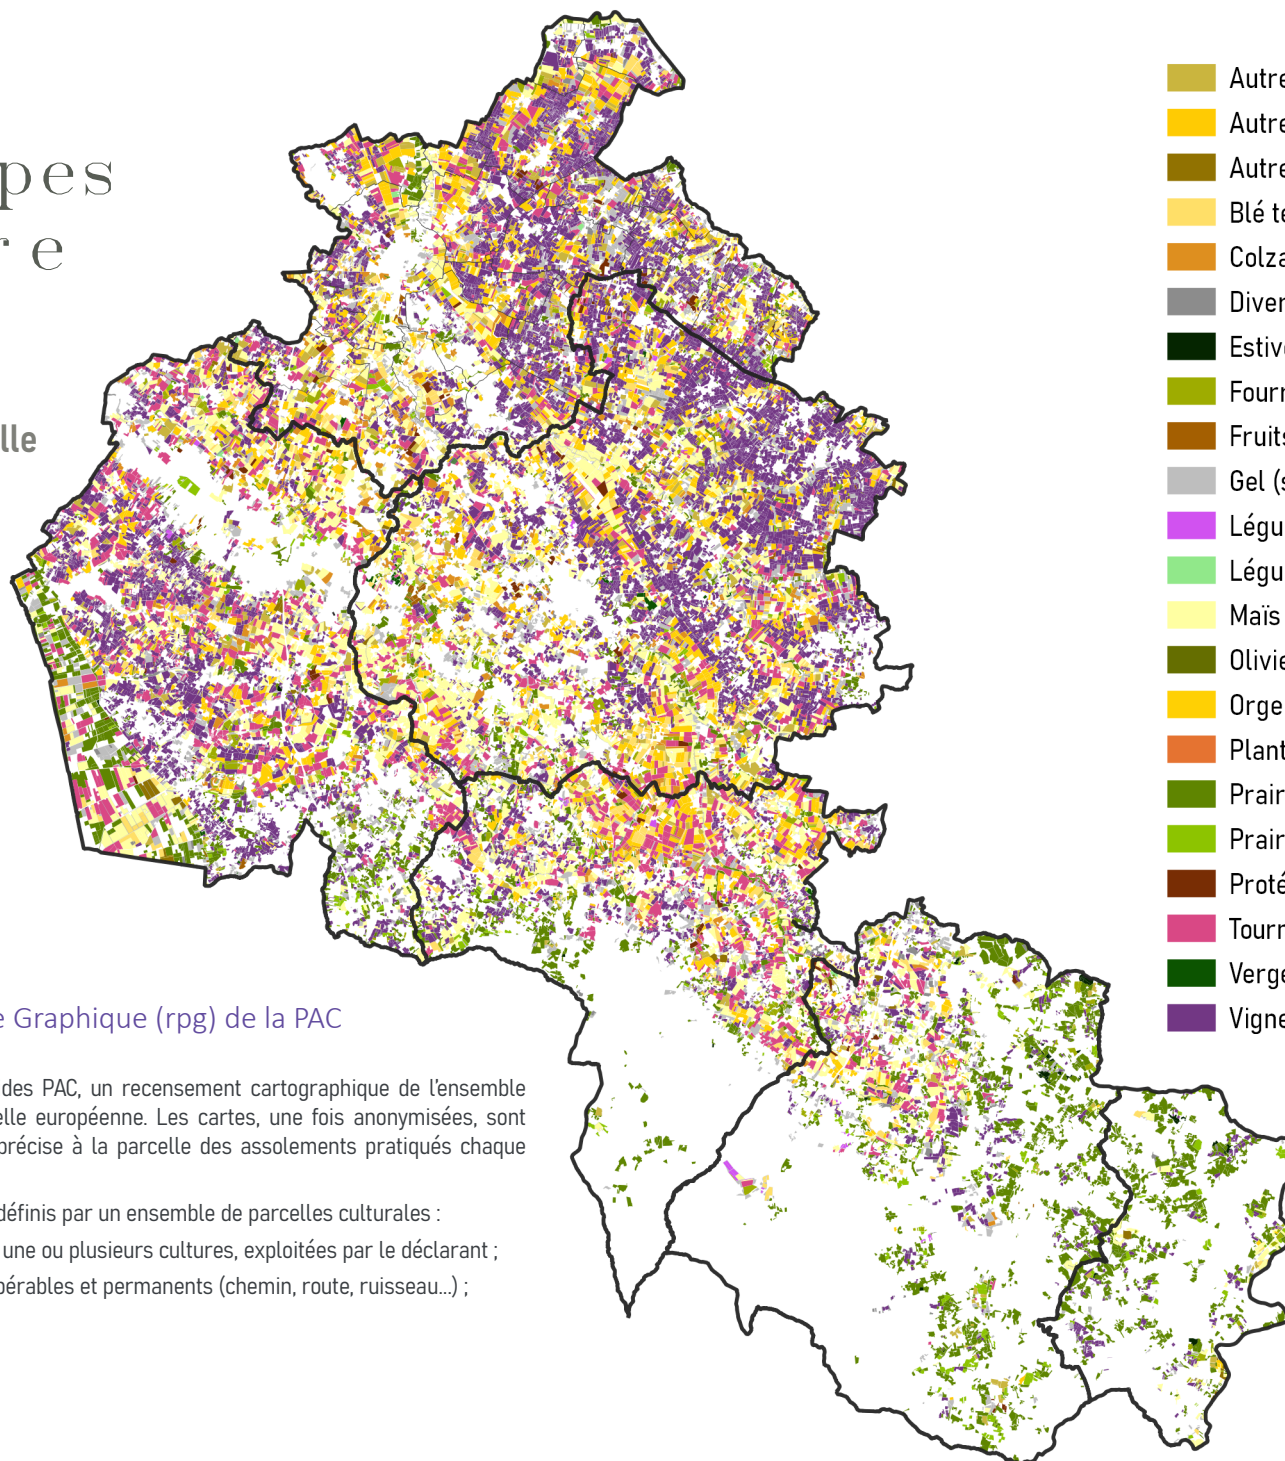 pes
re
lle
Autre
Autre
Autre
Blé te
Colza
Diver
Estive
Fourr
Fruits
Gel (s
Légu
Légu
Maïs
Olivie
Orge
Plant
Prair
Prair
Proté
Tourn
Verge
Vigne
e Graphique (rpg) de la PAC
des PAC, un recensement cartographique de l'ensemble
elle européenne. Les cartes, une fois anonymisées, sont
précise à la parcelle des assolements pratiqués chaque
définis par un ensemble de parcelles culturales :
une ou plusieurs cultures, exploitées par le déclarant ;
pérables et permanents (chemin, route, ruisseau...) ;